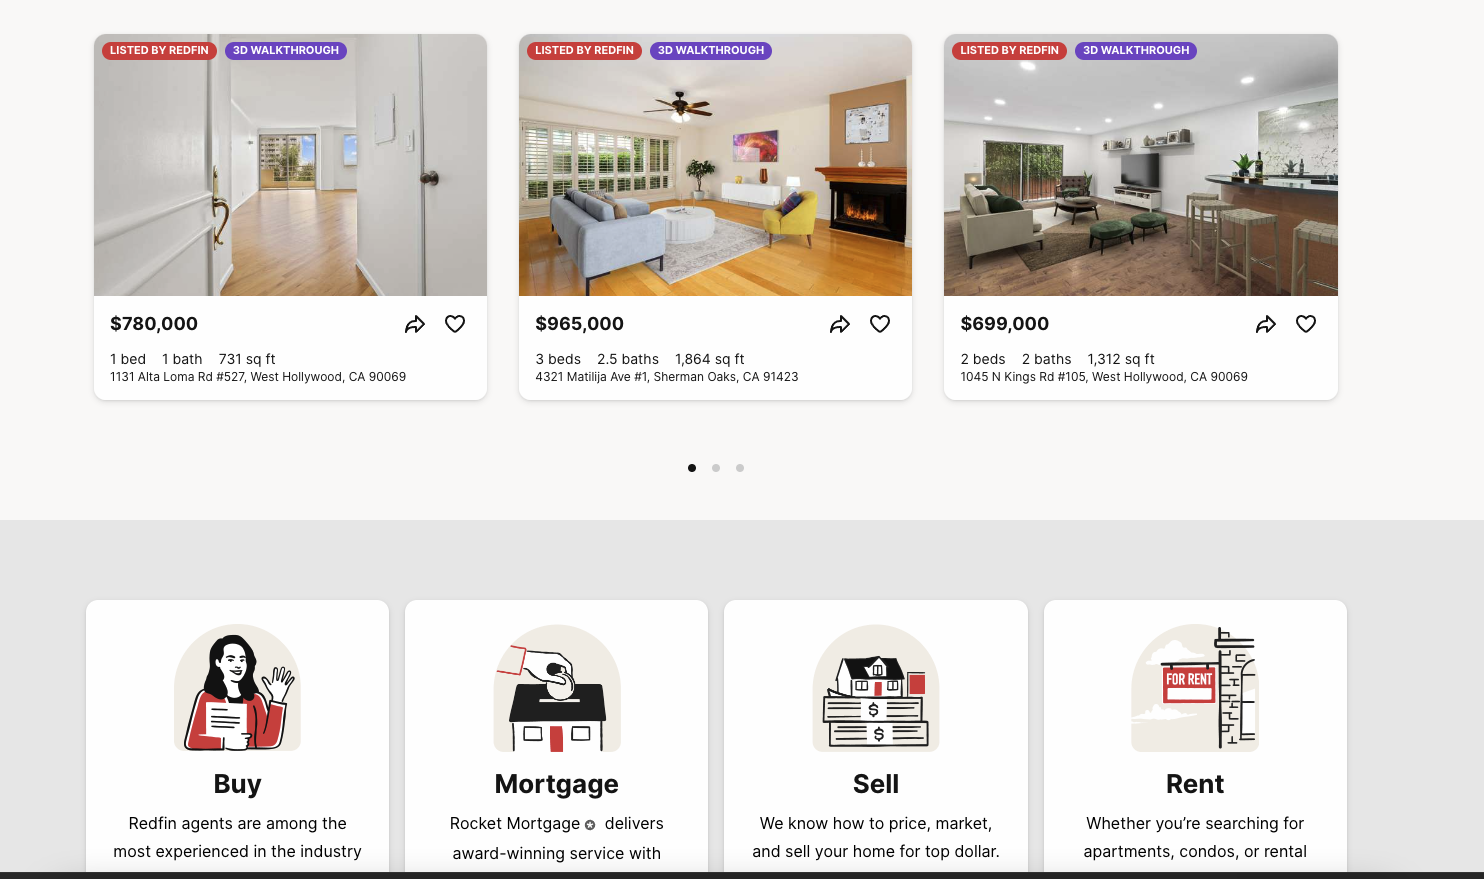 LISTED BY REDFIN 3D WALKTHROUGH
$780,000
1 bed 1 bath 731 sq ft
1131 Alta Loma Rd #527, West Hollywood, CA 90069
LISTED BY REDFIN 3D WALKTHROUGH
$965,000
3 beds 2.5 baths 1,864 sq ft
4321 Matilija Ave #1, Sherman Oaks, CA 91423
LISTED BY REDFIN 3D WALKTHROUGH
$699,000
2 beds 2 baths 1,312 sq ft
1045 N Kings Rd #105, West Hollywood, CA 90069
Buy
Redfin agents are among the
most experienced in the industry
Mortgage
Rocket Mortgage delivers
award-winning service with
$
$
Sell
We know how to price, market,
and sell your home for top dollar.
FOR RENT
Rent
Whether you’re searching for
apartments, condos, or rental